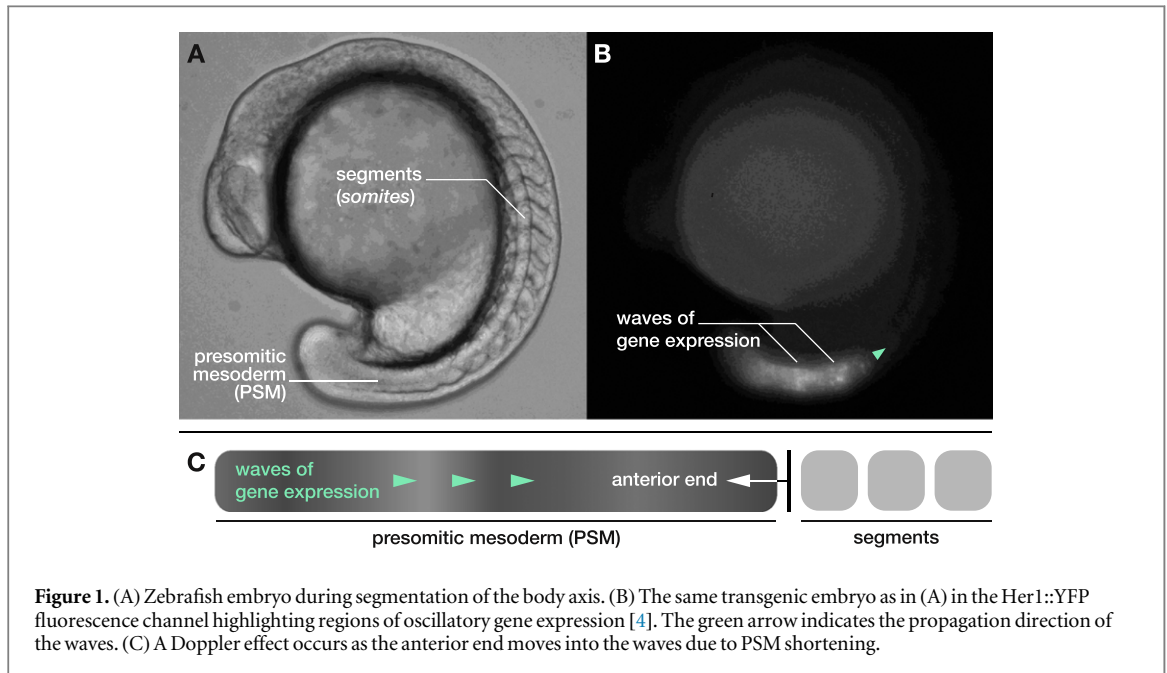 A
B
segments
(somites)
waves of
gene expression
presomitic
mesoderm
(PSM)
C
waves of
gene expression
anterior end
presomitic mesoderm (PSM)
segments
Figure 1. (A) Zebrafish embryo during segmentation of the body axis. (B) The same transgenic embryo as in (A) in the Her1::YFP
fluorescence channel highlighting regions of oscillatory gene expression [4]. The green arrow indicates the propagation direction of
the waves. (C) A Doppler effect occurs as the anterior end moves into the waves due to PSM shortening.